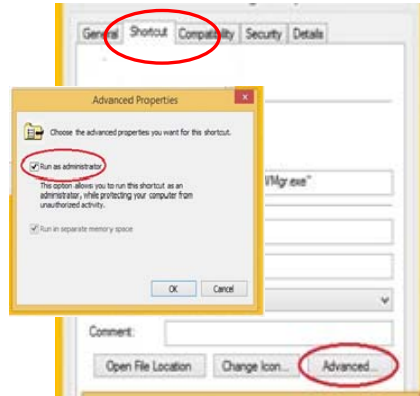 General Shortcut Compatibility Security Details
Advanced Properties
x
Choose the advanced properties you want for this shortcut.
Run as administrator
This option allows you to run this shortcut as an
administrator, while protecting your computer from
unauthorized activity.
Run in separate memory space
OK Cancel
Mgr.exe"
Comment:
Open File Location Change Icon... Advanced...